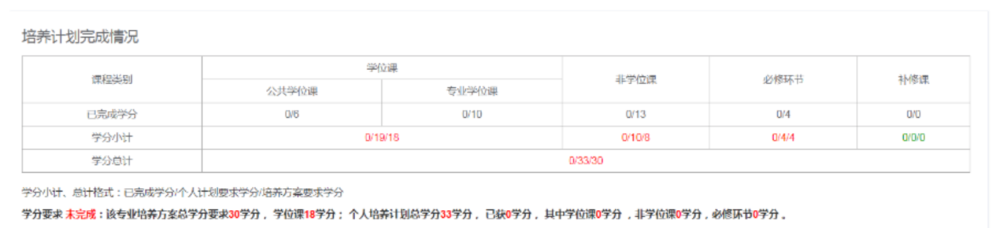 培养计划完成情况
课程类别 学位课 非学位课 必修环节 补修课
公共学位课 专业学位课
已完成学分 0/6 0/10 0/13 0/4 0/0
学分小计 0/19/18 0/10/8 0/4/4 0/0/0
学分总计 0/33/30
学分小计、总计格式：已完成学分/个人计划要求学分/培养方案要求学分
学分要求 未完成：该专业培养方案总学分要求30学分，学位课18学分；个人培养计划总学分33学分，已获0学分，其中学位课0学分，非学位课0学分，必修环节0学分。